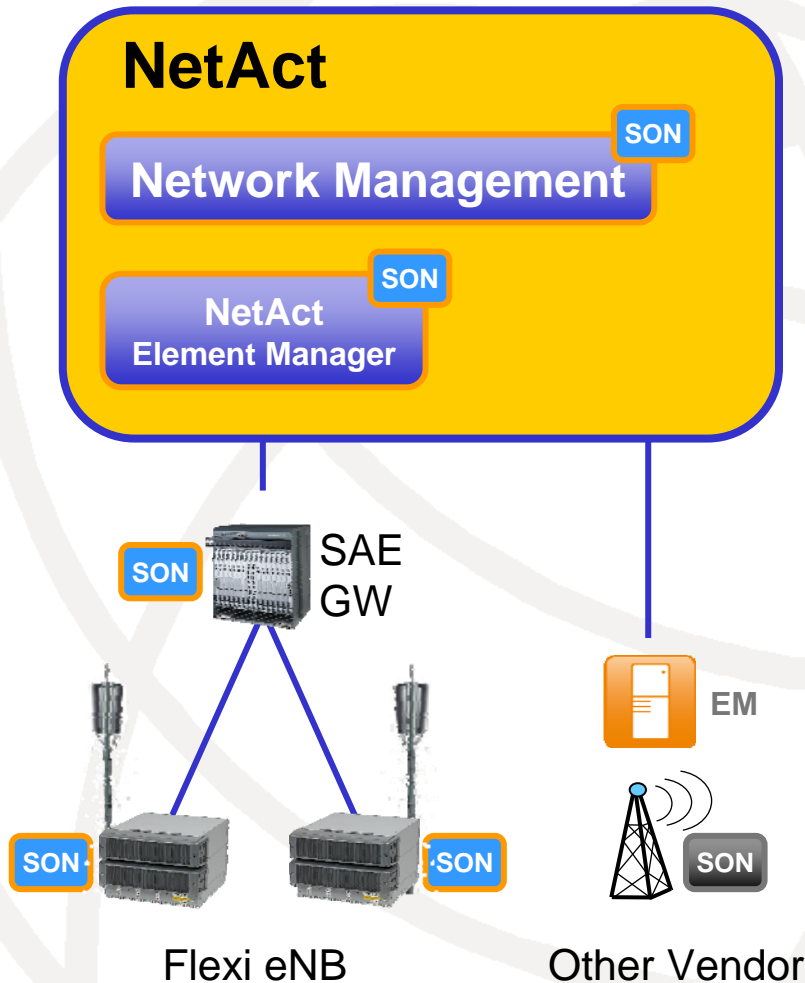 NetAct
SON
Network Management
SON
NetAct
Element Manager
SON
SAE
GW
EM
SON
SON
SON
Flexi eNB
Other Vendor